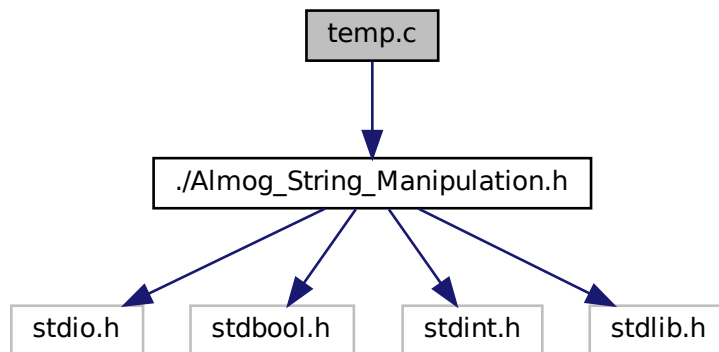 temp.c
./Almog_String_Manipulation.h
stdio.h
stdbool.h
stdint.h
stdlib.h